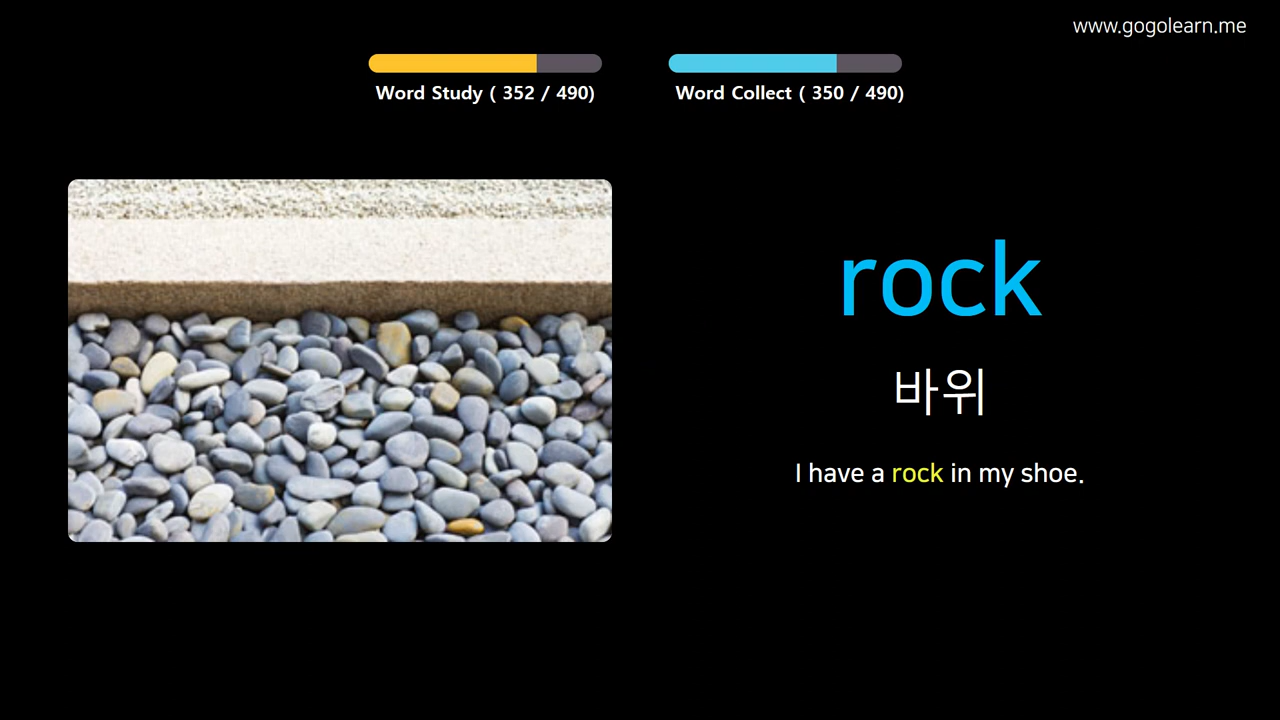 www.gogolearn.me
Word Study ( 352 / 490)
Word Collect ( 350 / 490)
rock
바위
I have a rock in my shoe.